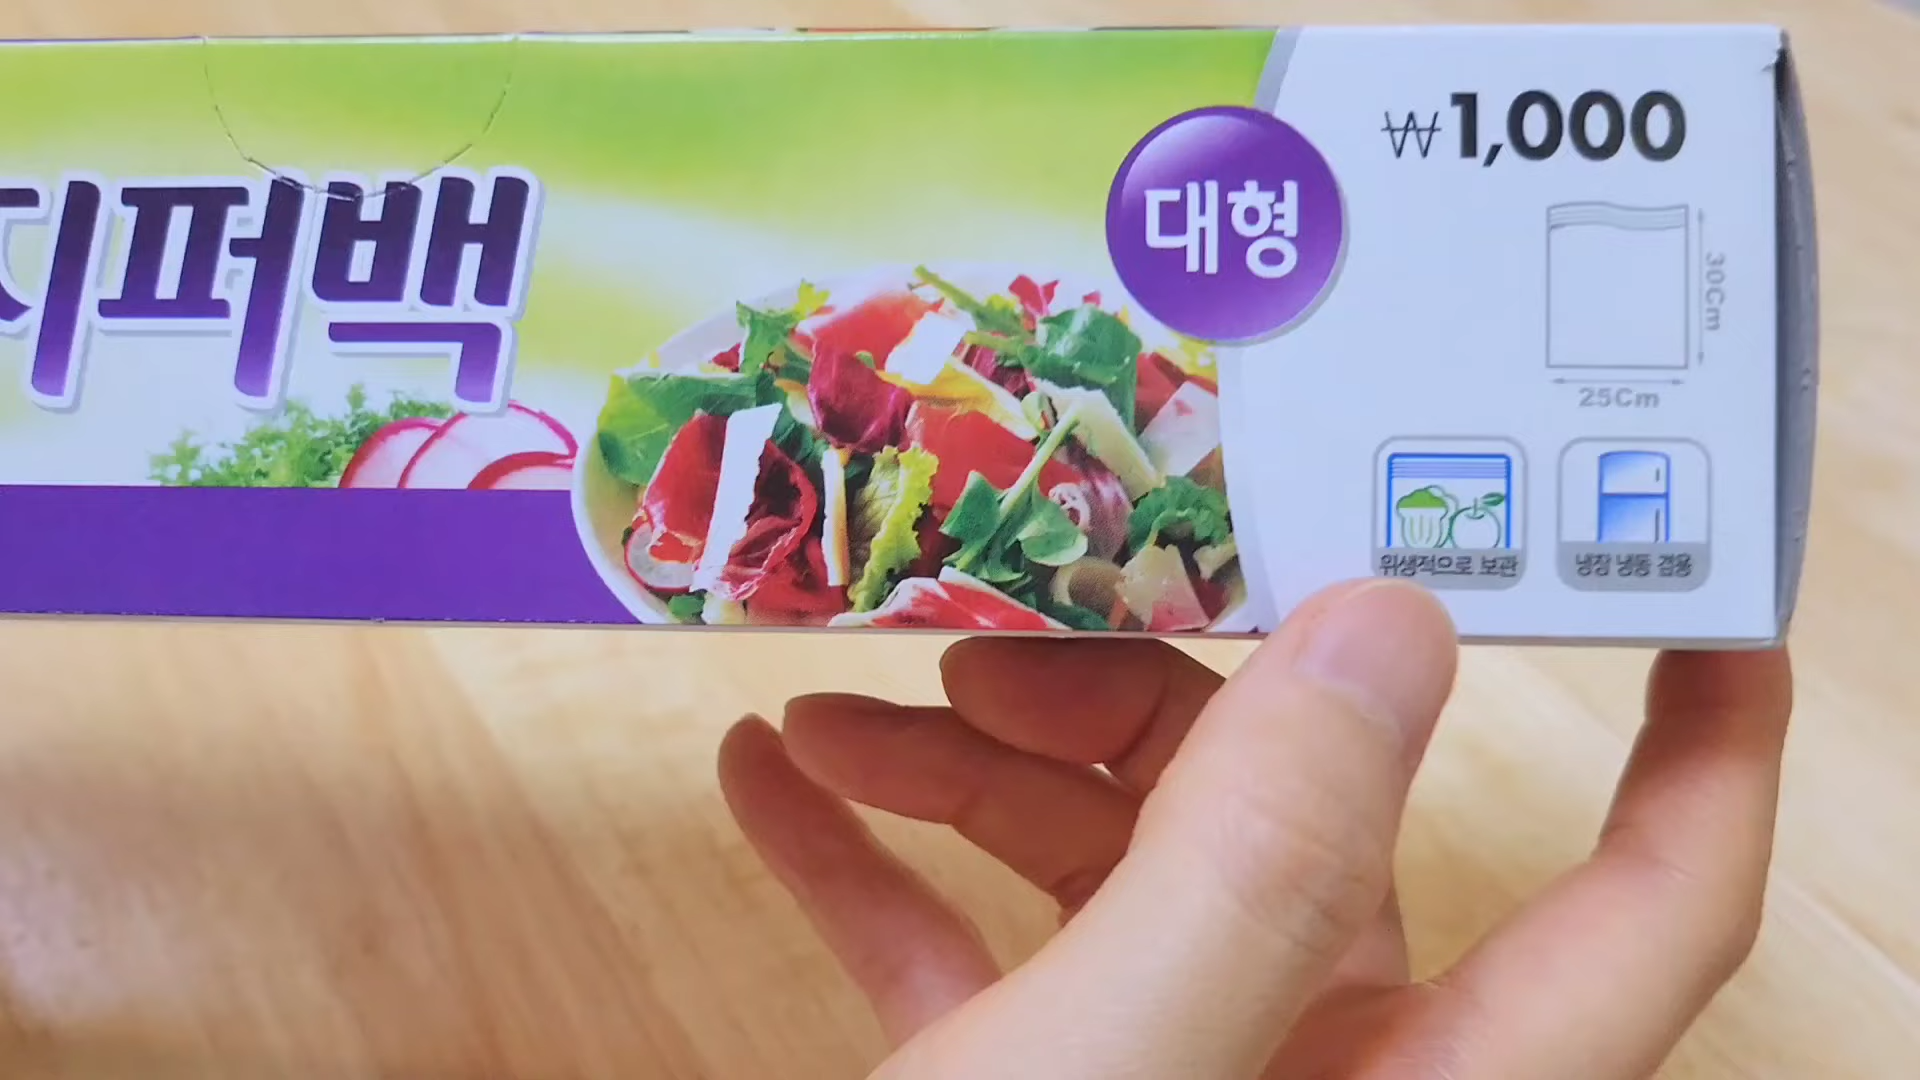 지퍼백
대형
₩1,000
30Cm
25Cm
위생적으로 보관
냉장 냉동 겸용